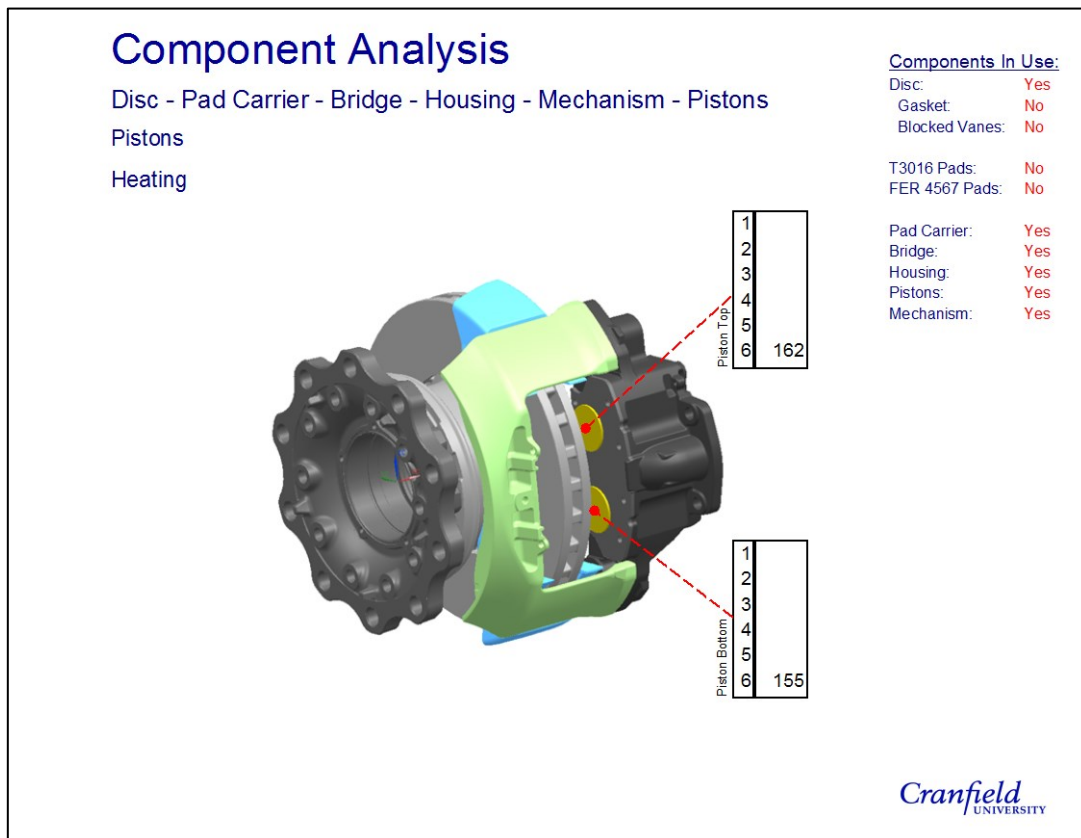 Component Analysis
Disc - Pad Carrier - Bridge - Housing - Mechanism - Pistons
Pistons
Heating
Components In Use:
Disc: Yes
Gasket: No
Blocked Vanes: No
T3016 Pads: No
FER 4567 Pads: No
Pad Carrier: Yes
Bridge: Yes
Housing: Yes
Pistons: Yes
Mechanism: Yes
Piston Top
1
2
3
4
5
6 162
Piston Bottom
1
2
3
4
5
6 155
Cranfield
UNIVERSITY